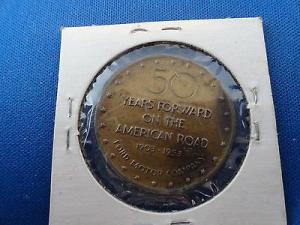 50
YEARS FORWARD
ON THE
AMERICAN ROAD
1903-1953
FORD MOTOR COMPANY